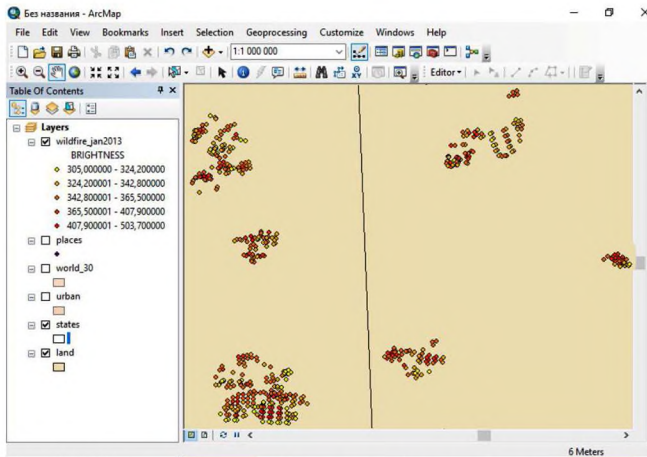 Без названия - ArcMap
File Edit View Bookmarks Insert Selection Geoprocessing Customize Windows Help
1:1 000 000
Editor
Table Of Contents
Layers
wildfire_jan2013
BRIGHTNESS
305,000000 - 324,200000
324,200001 - 342,800000
342,800001 - 365,500000
365,500001 - 407,900000
407,900001 - 503,700000
places
world_30
urban
states
land
6 Meters